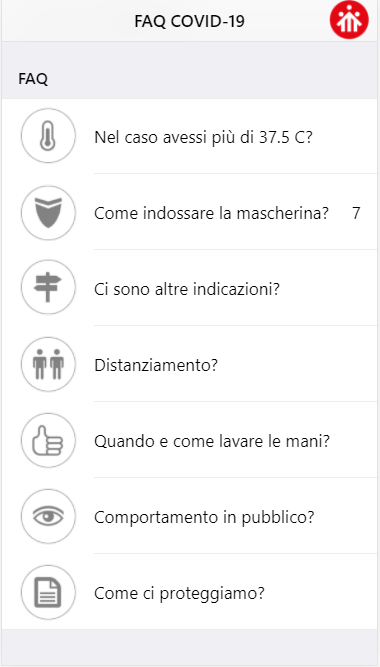 FAQ COVID-19
FAQ
Nel caso avessi più di 37.5 C?
Come indossare la mascherina? 7
Ci sono altre indicazioni?
Distanziamento?
Quando e come lavare le mani?
Comportamento in pubblico?
Come ci proteggiamo?